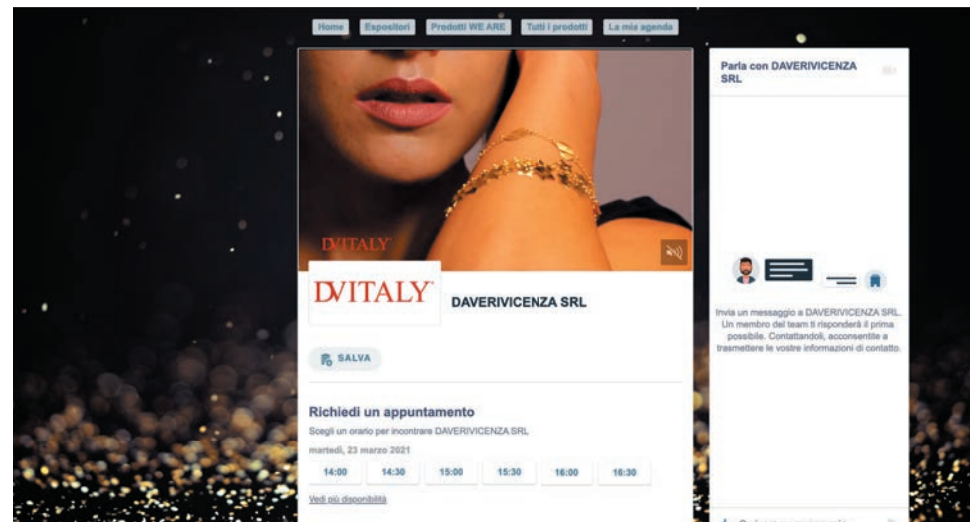 Home Espositori Prodotti WE ARE Tutti i prodotti La mia agenda
DVITALY
DVITALY
DAVERIVICENZA SRL
SALVA
Richiedi un appuntamento
Scegli un orario per incontrare DAVERIVICENZA SRL
martedì, 23 marzo 2021
14:00 14:30 15:00 15:30 16:00 16:30
Vedi più disponibilità
Parla con DAVERIVICENZA
SRL
Invia un messaggio a DAVERIVICENZA SRL.
Un membro del team ti risponderà il prima
possibile. Contattandoli, acconsentite a
trasmettere le vostre informazioni di contatto.